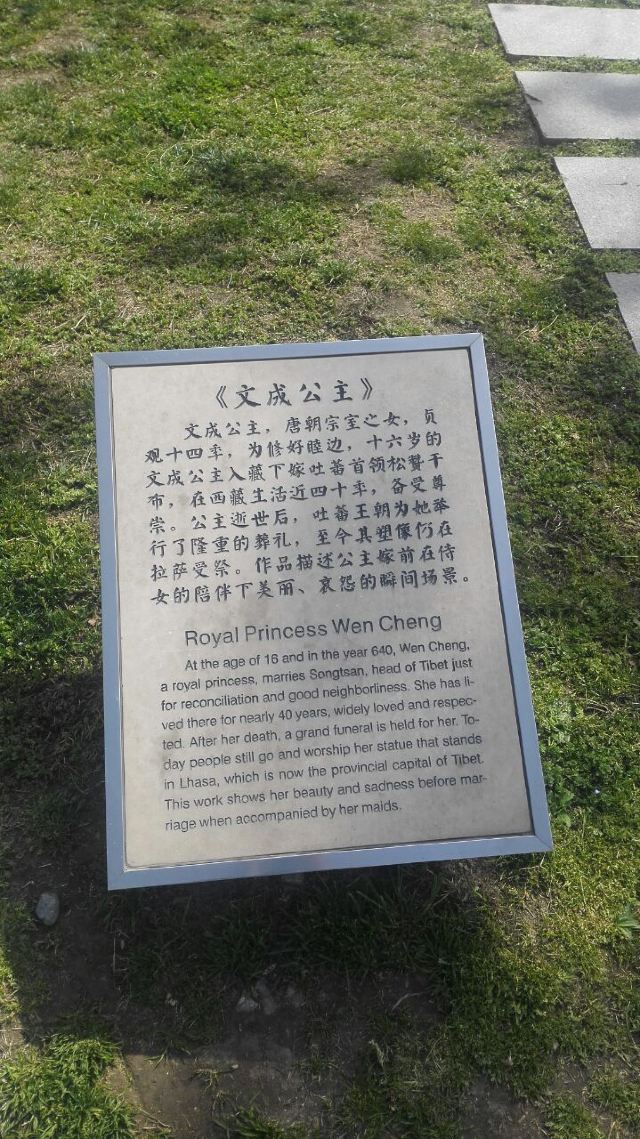 《文成公主》
文成公主，唐朝宗室之女，贞
观十四年，为修好睦边，十六岁的
文成公主入藏下嫁吐蕃首领松赞干
布，在西藏生活近四十年，备受尊
崇。公主逝世后，吐蕃王朝为她举
行了隆重的葬礼，至今其塑像仍在
拉萨受祭。作品描述公主嫁前在侍
女的陪伴下美丽、哀怨的瞬间场景。
Royal Princess Wen Cheng
At the age of 16 and in the year 640, Wen Cheng,
a royal princess, marries Songtsan, head of Tibet just
for reconciliation and good neighborliness. She has li-
ved there for nearly 40 years, widely loved and respec-
ted. After her death, a grand funeral is held for her. To-
day people still go and worship her statue that stands
in Lhasa, which is now the provincial capital of Tibet.
This work shows her beauty and sadness before mar-
riage when accompanied by her maids.